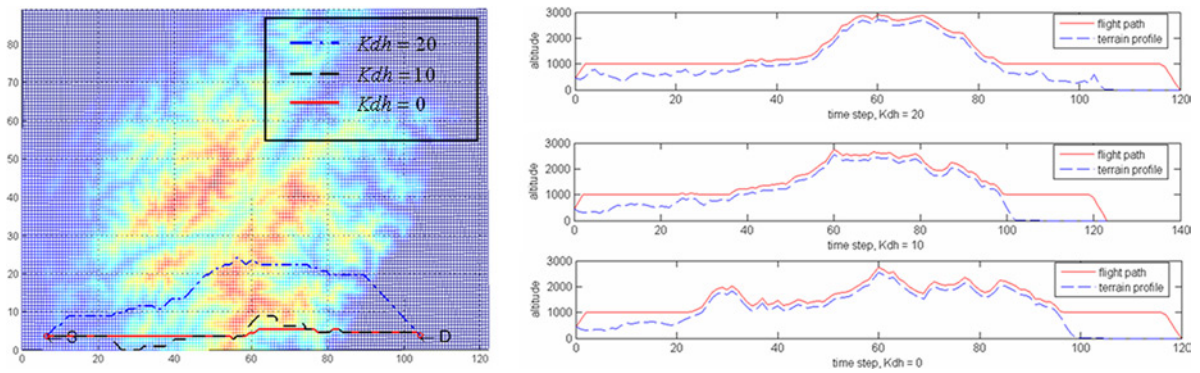 90
80
70
60
50
40
30
20
10
0
0 20 40 60 80 100 120
Kdh = 20
Kdh = 10
Kdh = 0
S
D
3000
2000
1000
0
altitude
flight path
terrain profile
0 20 40 60 80 100 120
time step, Kdh = 20
3000
2000
1000
0
altitude
flight path
terrain profile
0 20 40 60 80 100 120 140
time step, Kdh = 10
3000
2000
1000
0
altitude
flight path
terrain profile
0 20 40 60 80 100 120
time step, Kdh = 0